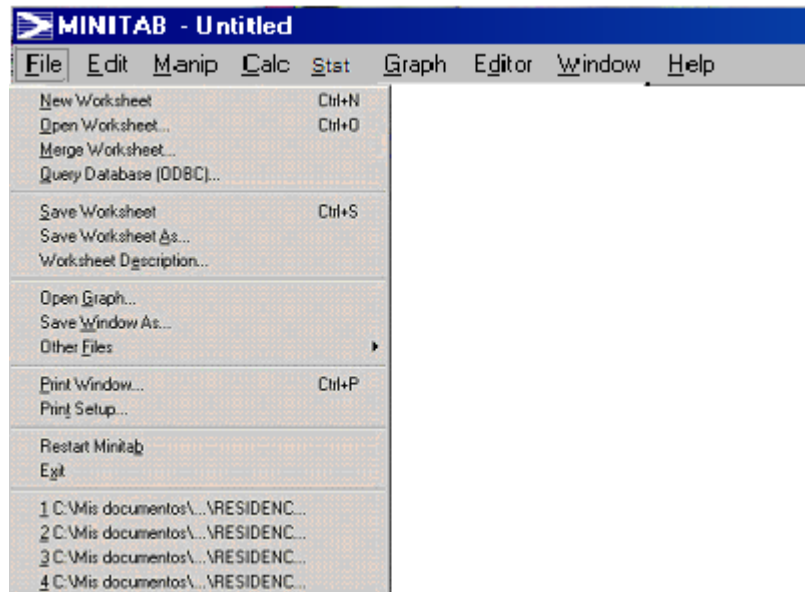 MINITAB - Untitled
File Edit Manip Calc Stat Graph Editor Window Help
New Worksheet Ctrl+N
Open Worksheet... Ctrl+O
Merge Worksheet...
Query Database (ODBC)...
Save Worksheet Ctrl+S
Save Worksheet As...
Worksheet Description...
Open Graph...
Save Window As...
Other Files
Print Window... Ctrl+P
Print Setup...
Restart Minitab
Exit
1 C:\Mis documentos\...\RESIDENC...
2 C:\Mis documentos\...\RESIDENC...
3 C:\Mis documentos\...\RESIDENC...
4 C:\Mis documentos\...\RESIDENC...